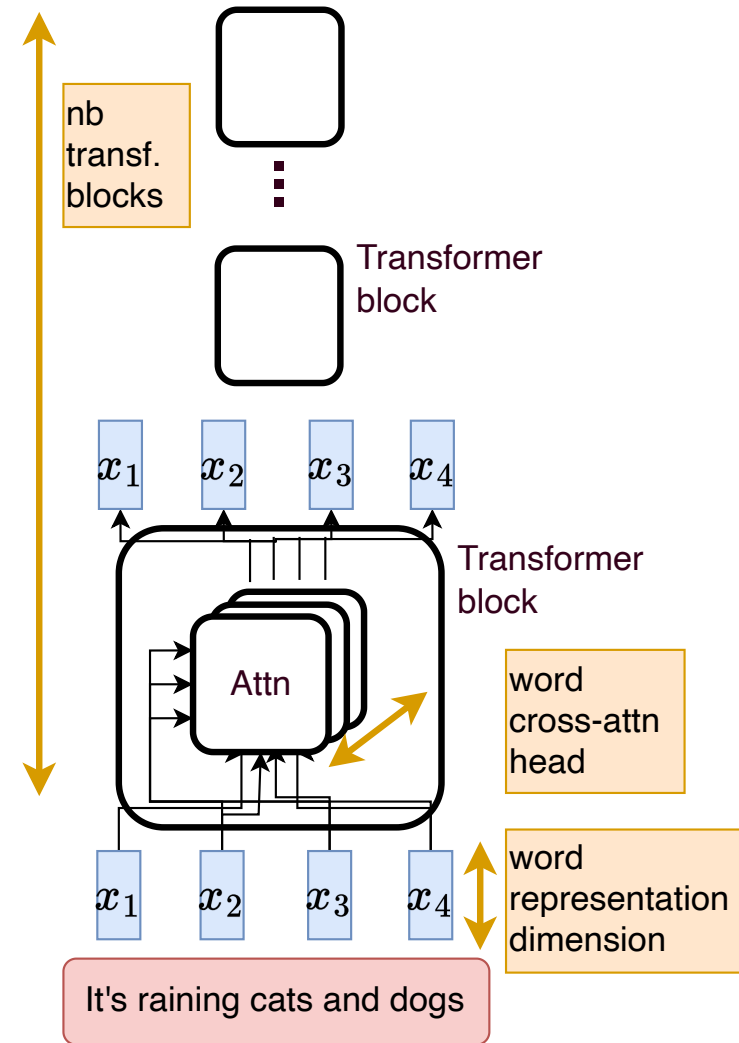 nb
transf.
blocks
Transformer
block
x1 x2 x3 x4
Transformer
block
Attn
word
cross-attn
head
x1 x2 x3 x4
word
representation
dimension
It's raining cats and dogs